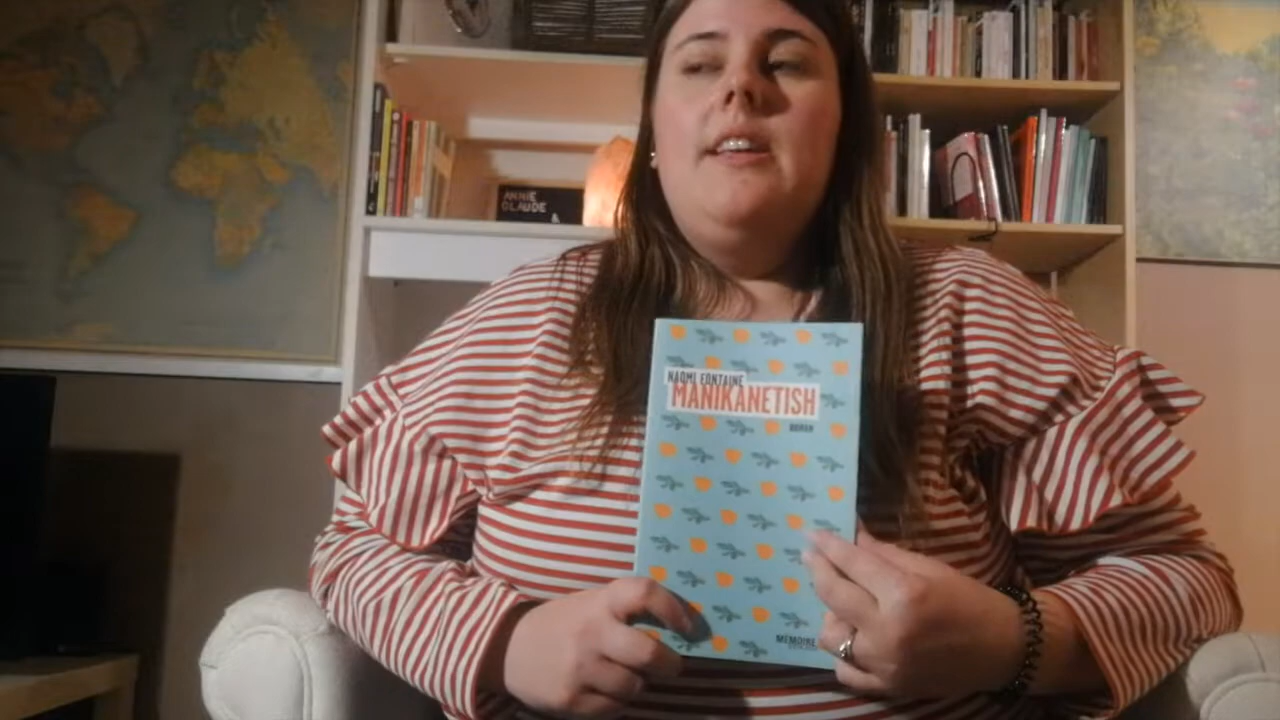 ANNIE
CLAUDE
NAOMI FONTAINE
MANIKANETISH
ROMAN
MÉMOIRE